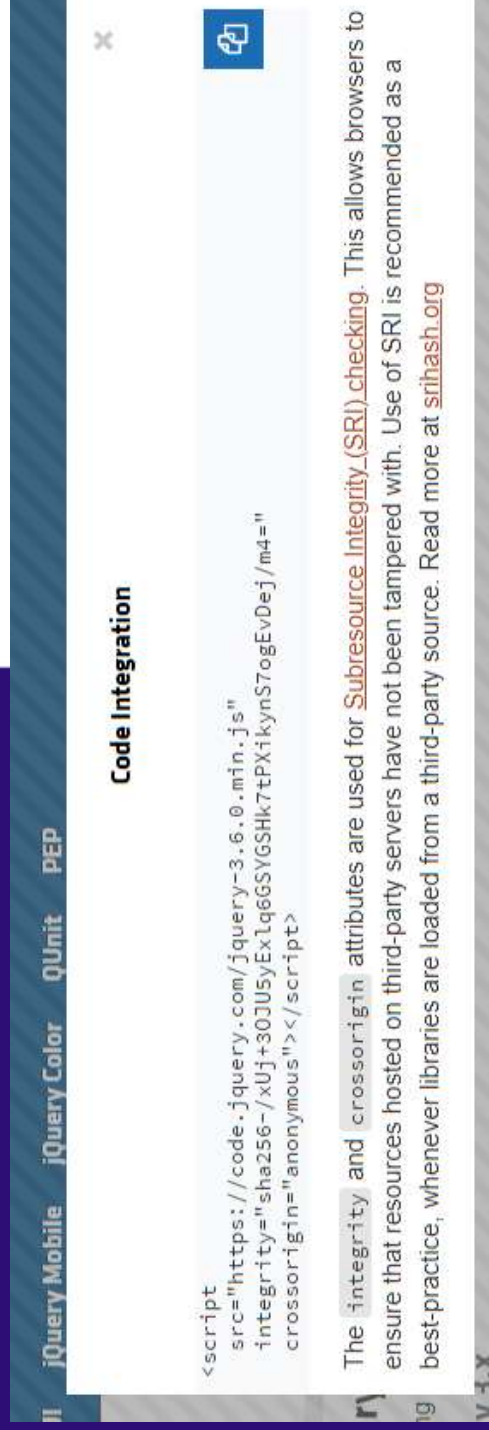 UI jQuery Mobile jQuery Color QUnit PEP
×
Code Integration
<script
src="https://code.jquery.com/jquery-3.6.0.min.js"
integrity="sha256-/xUj+3OJU5yExlq6GSYGSHk7tPXikynS7ogEvDej/m4="
crossorigin="anonymous"></script>
The integrity and crossorigin attributes are used for Subresource Integrity (SRI) checking. This allows browsers to
ensure that resources hosted on third-party servers have not been tampered with. Use of SRI is recommended as a
best-practice, whenever libraries are loaded from a third-party source. Read more at srihash.org